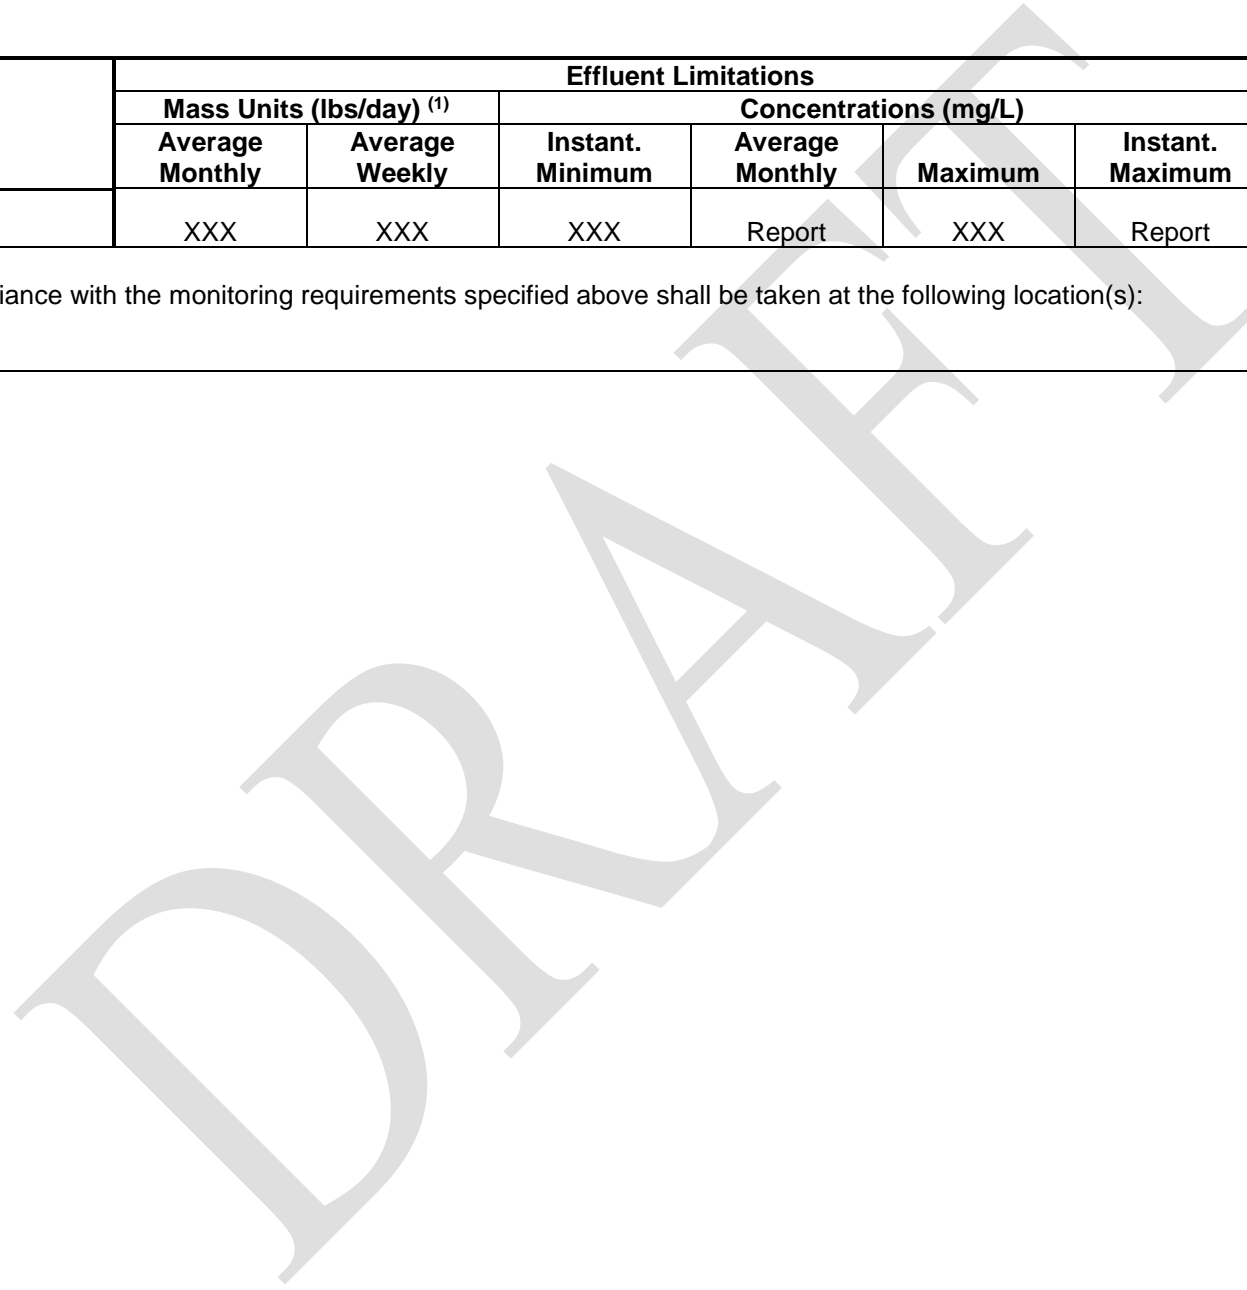 Effluent Limitations
Mass Units (lbs/day) (1) Concentrations (mg/L)
Average Monthly Average Weekly Instant. Minimum Average Monthly Maximum Instant. Maximum
XXX XXX XXX Report XXX Report
iance with the monitoring requirements specified above shall be taken at the following location(s):
DRAFT